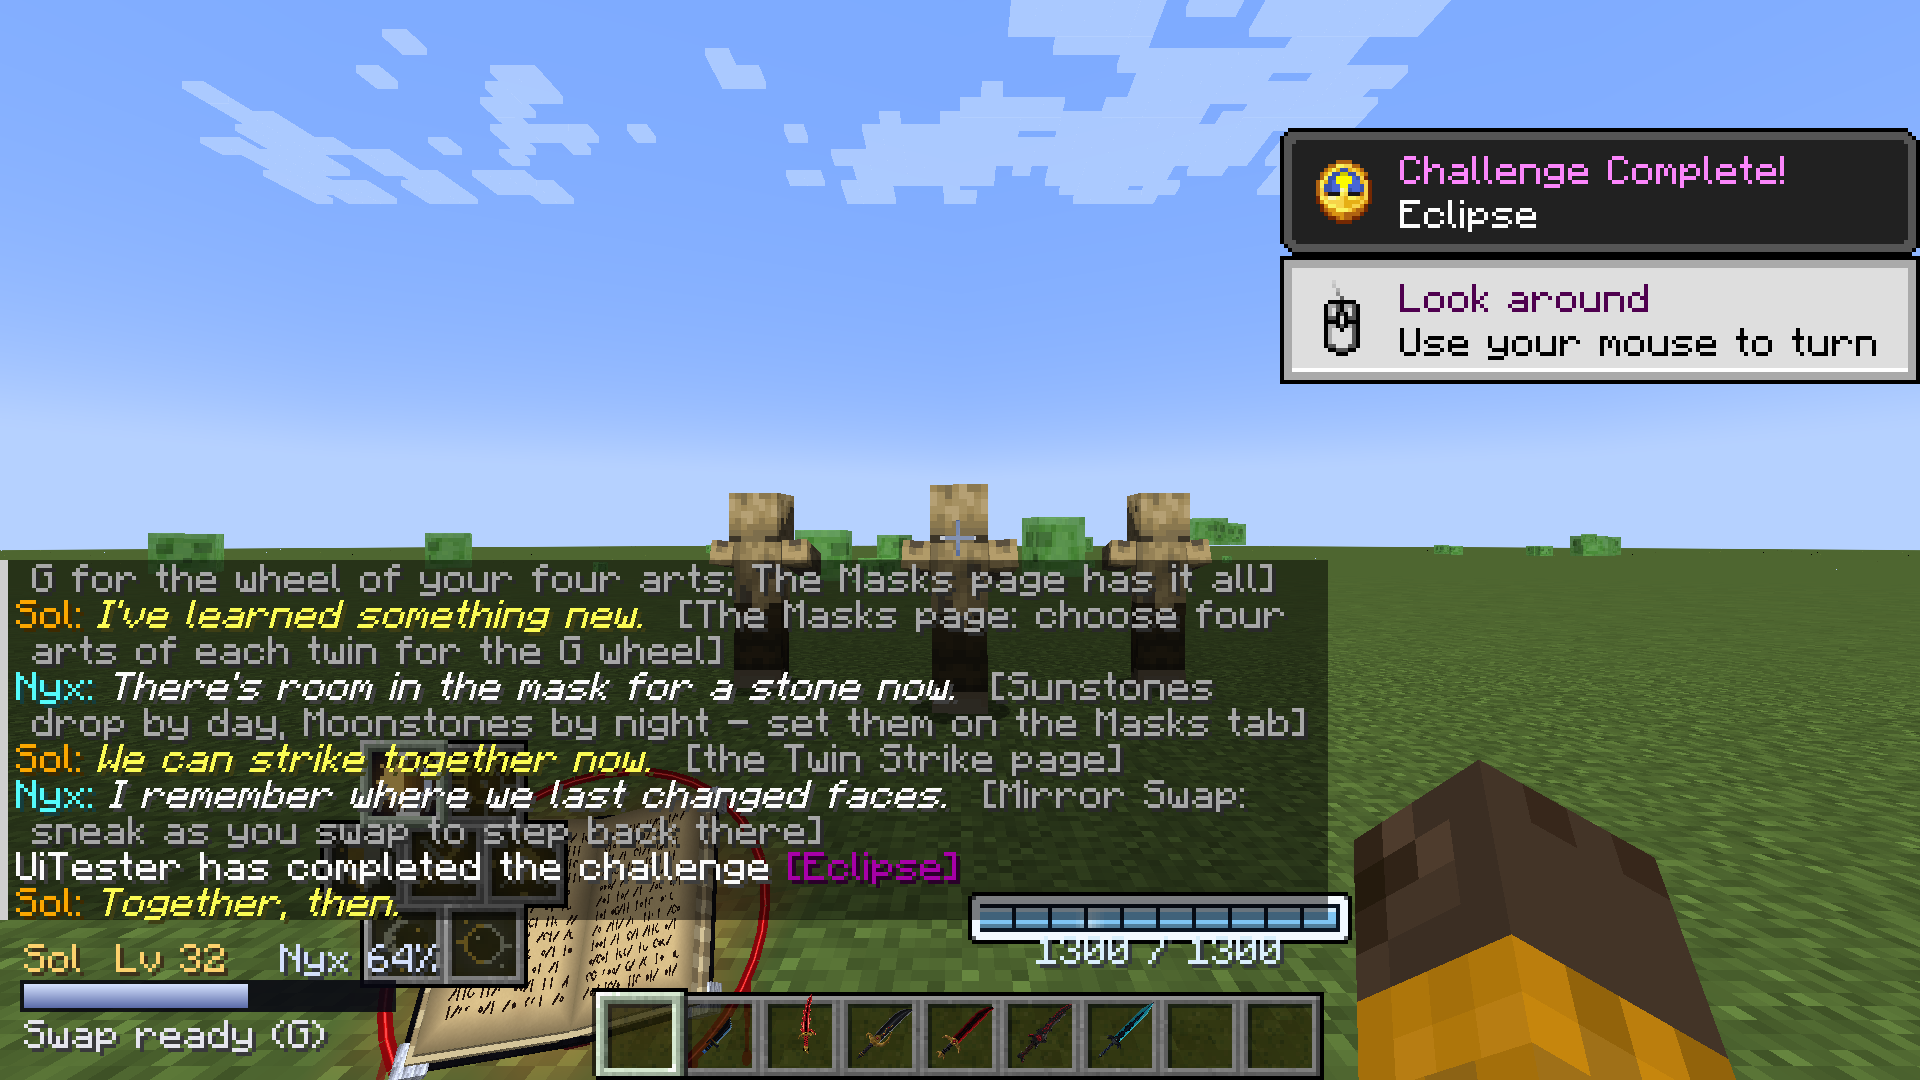 Challenge Complete!
Eclipse
Look around
Use your mouse to turn
G for the wheel of your four arts; The Masks page has it all]
Sol: I've learned something new. [The Masks page: choose four
arts of each twin for the G wheel]
Nyx: There's room in the mask for a stone now. [Sunstones
drop by day, Moonstones by night - set them on the Masks tab]
Sol: We can strike together now. [the Twin Strike page]
Nyx: I remember where we last changed faces. [Mirror Swap:
sneak as you swap to step back there]
UiTester has completed the challenge [Eclipse]
Sol: Together, then.
Sol Lv 32 Nyx 64%
1300 / 1300
Swap ready (G)